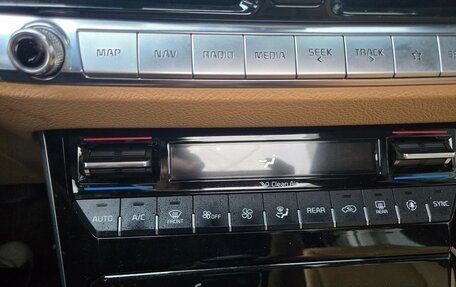 MAP NAV RADIO MEDIA SEEK TRACK
Clean Air
AUTO A/C FRONT OFF REAR REAR SYNC